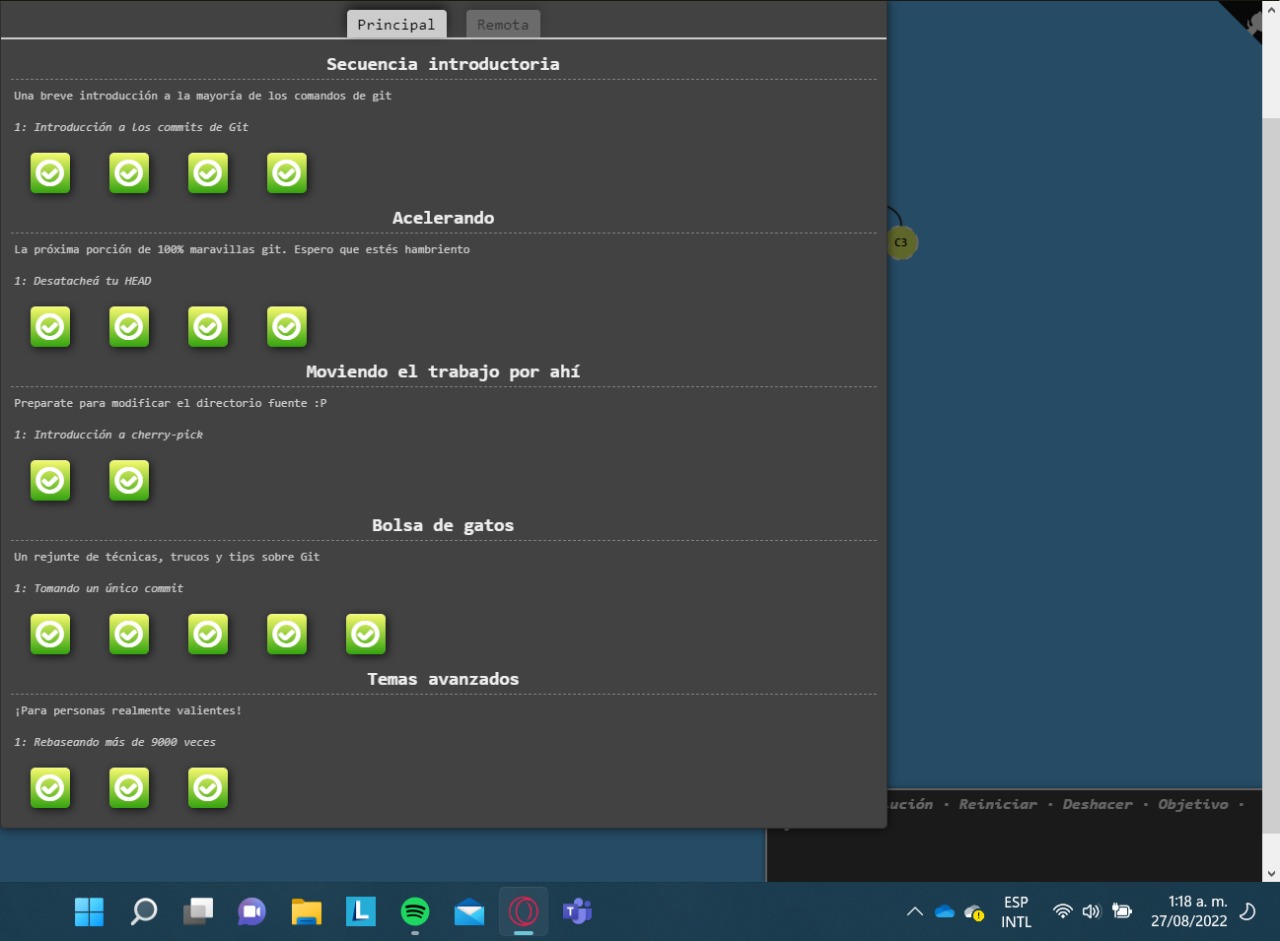 Principal Remota
Secuencia introductoria
Una breve introducción a la mayoría de los comandos de git
1: Introducción a los commits de Git
Acelerando
La próxima porción de 100% maravillas git. Espero que estés hambriento
1: Desatacheá tu HEAD
C3
Moviendo el trabajo por ahí
Preparate para modificar el directorio fuente :P
1: Introducción a cherry-pick
Bolsa de gatos
Un rejunte de técnicas, trucos y tips sobre Git
1: Tomando un único commit
Temas avanzados
¡Para personas realmente valientes!
1: Rebaseando más de 9000 veces
ución · Reiniciar · Deshacer · Objetivo ·
L
ESP
INTL
1:18 a. m.
27/08/2022